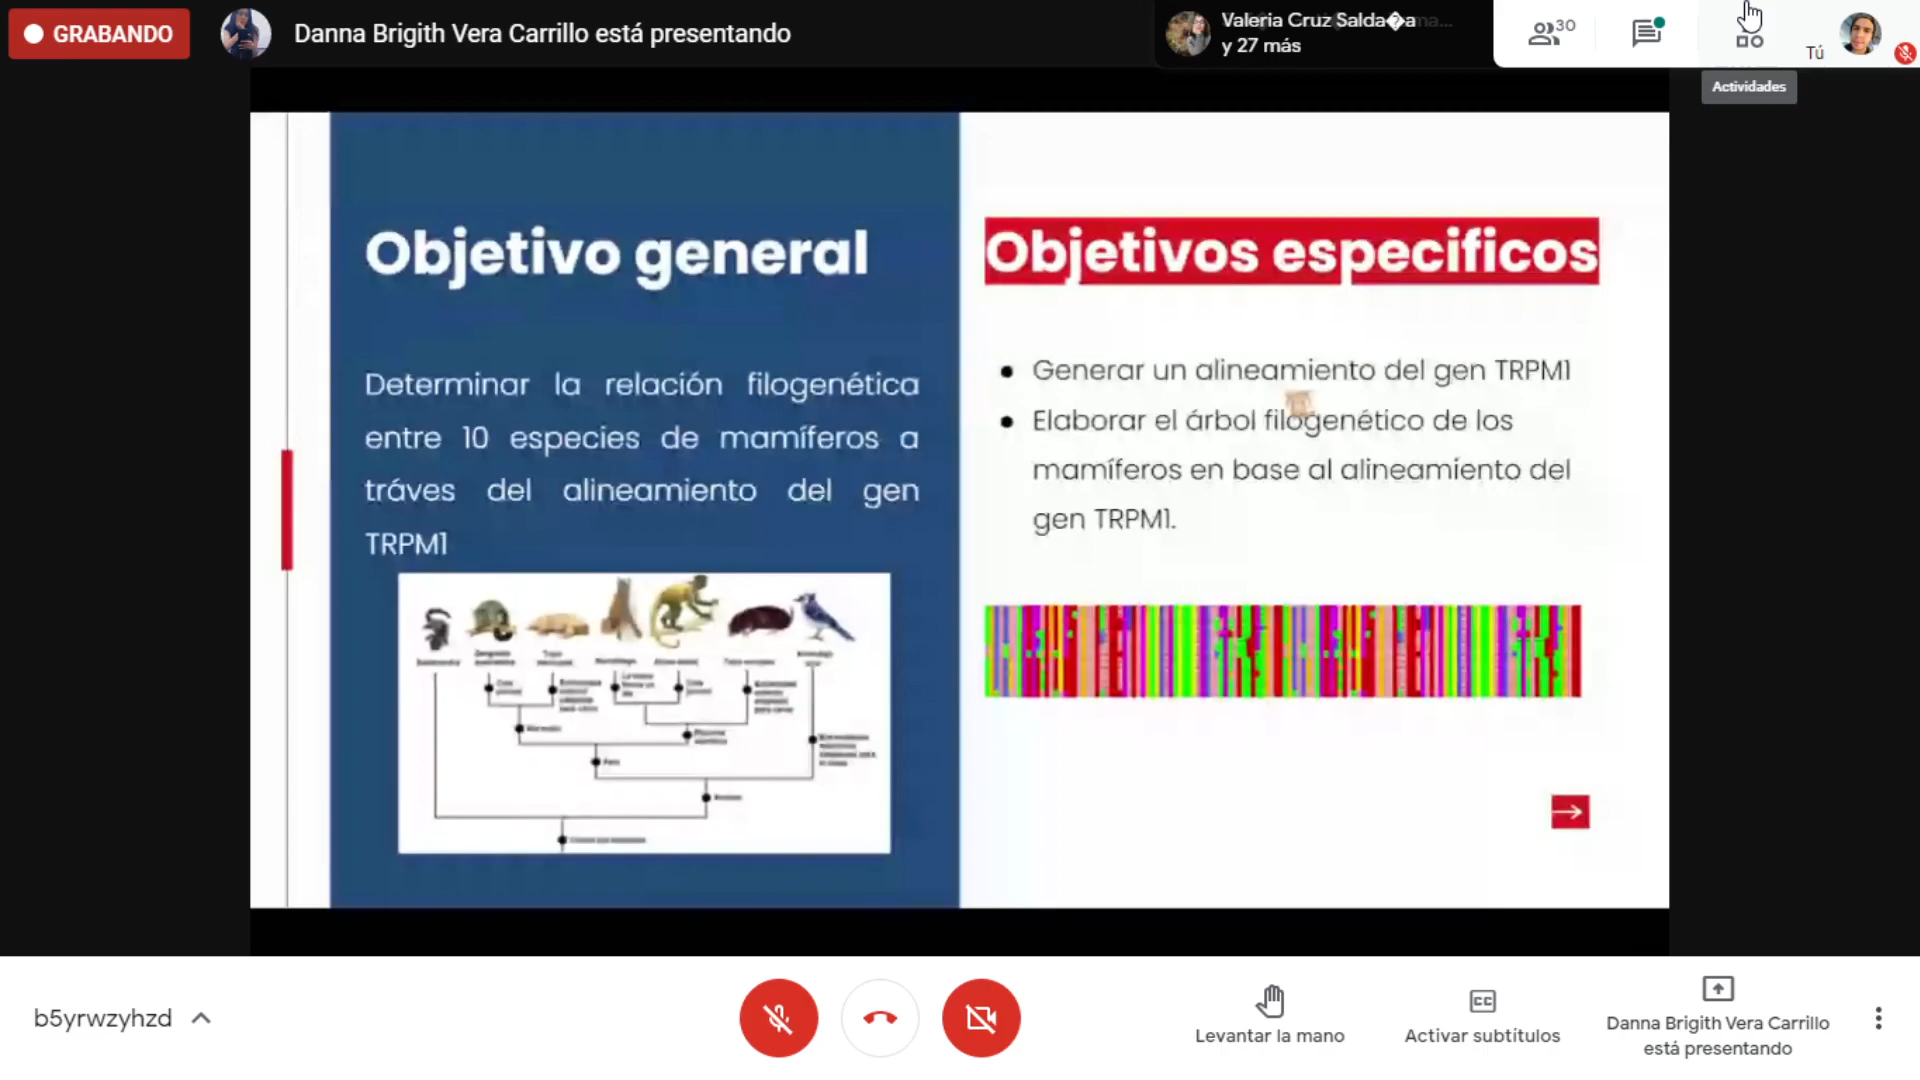 GRABANDO
Danna Brigith Vera Carrillo está presentando
Valeria Cruz Salda�a
y 27 más
30
Tú
Actividades
Objetivo general
Determinar la relación filogenética
entre 10 especies de mamíferos a
tráves del alineamiento del gen
TRPM1
Objetivos especificos
● Generar un alineamiento del gen TRPM1
● Elaborar el árbol filogenético de los
mamíferos en base al alineamiento del
gen TRPM1.
b5yrwzyhzd
Levantar la mano
Activar subtítulos
Danna Brigith Vera Carrillo
está presentando